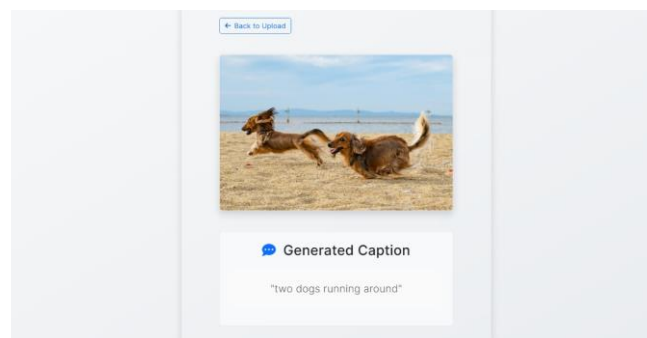 ← Back to Upload
Generated Caption
"two dogs running around"